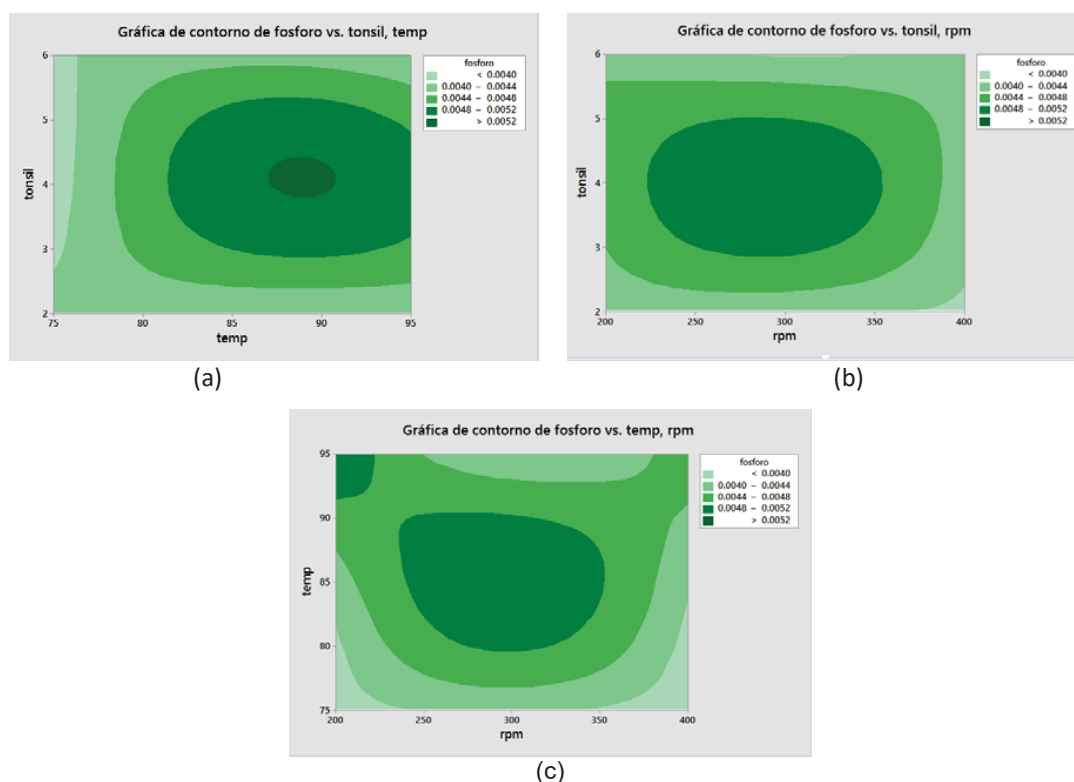 Gráfica de contorno de fosforo vs. tonsil, temp
fosforo
< 0.0040
0.0040 – 0.0044
0.0044 – 0.0048
0.0048 – 0.0052
> 0.0052
6
5
4
3
2
tonsil
75
80
85
90
95
temp
(a)
Gráfica de contorno de fosforo vs. tonsil, rpm
fosforo
< 0.0040
0.0040 – 0.0044
0.0044 – 0.0048
0.0048 – 0.0052
> 0.0052
6
5
4
3
2
tonsil
200
250
300
350
400
rpm
(b)
Gráfica de contorno de fosforo vs. temp, rpm
fosforo
< 0.0040
0.0040 – 0.0044
0.0044 – 0.0048
0.0048 – 0.0052
> 0.0052
95
90
85
80
75
temp
200
250
300
350
400
rpm
(c)